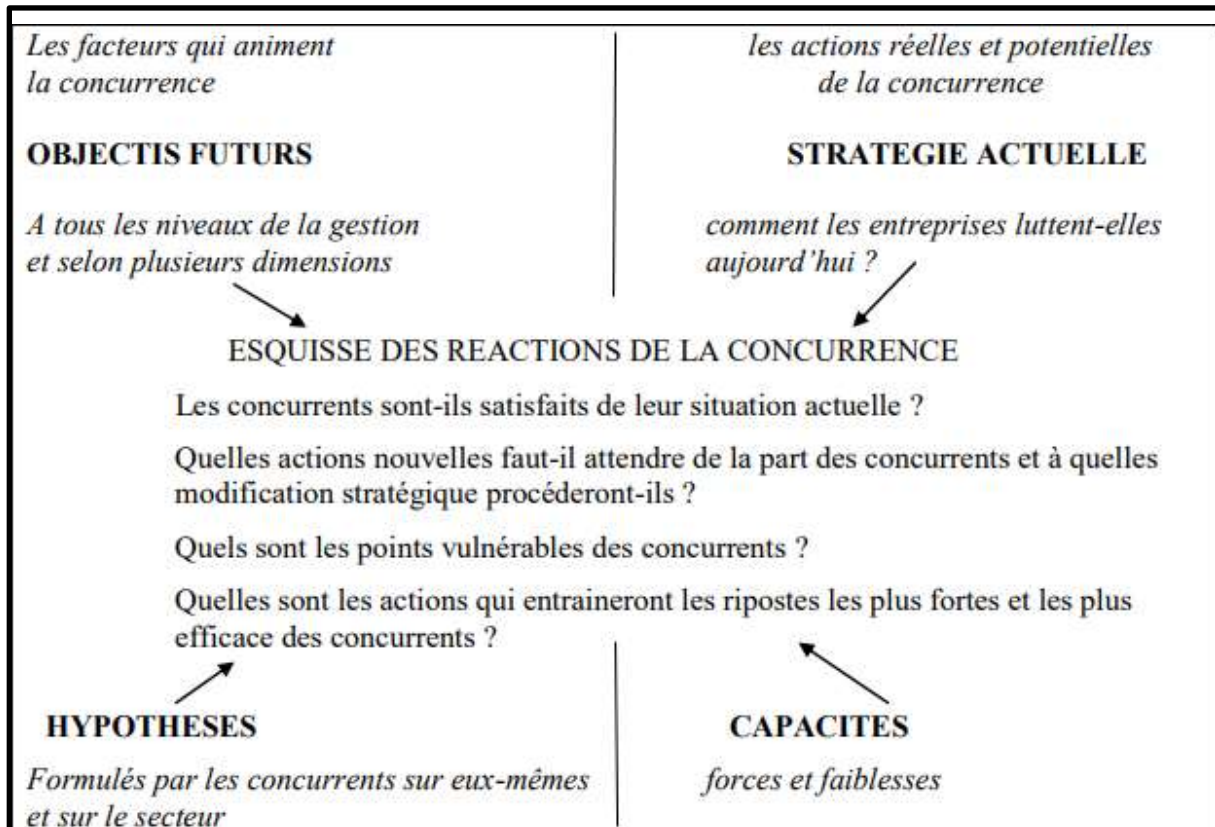 Les facteurs qui animent
la concurrence
OBJECTIS FUTURS
A tous les niveaux de la gestion
et selon plusieurs dimensions
les actions réelles et potentielles
de la concurrence
STRATEGIE ACTUELLE
comment les entreprises luttent-elles
aujourd'hui ?
ESQUISSE DES REACTIONS DE LA CONCURRENCE
Les concurrents sont-ils satisfaits de leur situation actuelle ?
Quelles actions nouvelles faut-il attendre de la part des concurrents et à quelles
modification stratégique procéderont-ils ?
Quels sont les points vulnérables des concurrents ?
Quelles sont les actions qui entraineront les ripostes les plus fortes et les plus
efficace des concurrents ?
HYPOTHESES
Formulés par les concurrents sur eux-mêmes
et sur le secteur
CAPACITES
forces et faiblesses